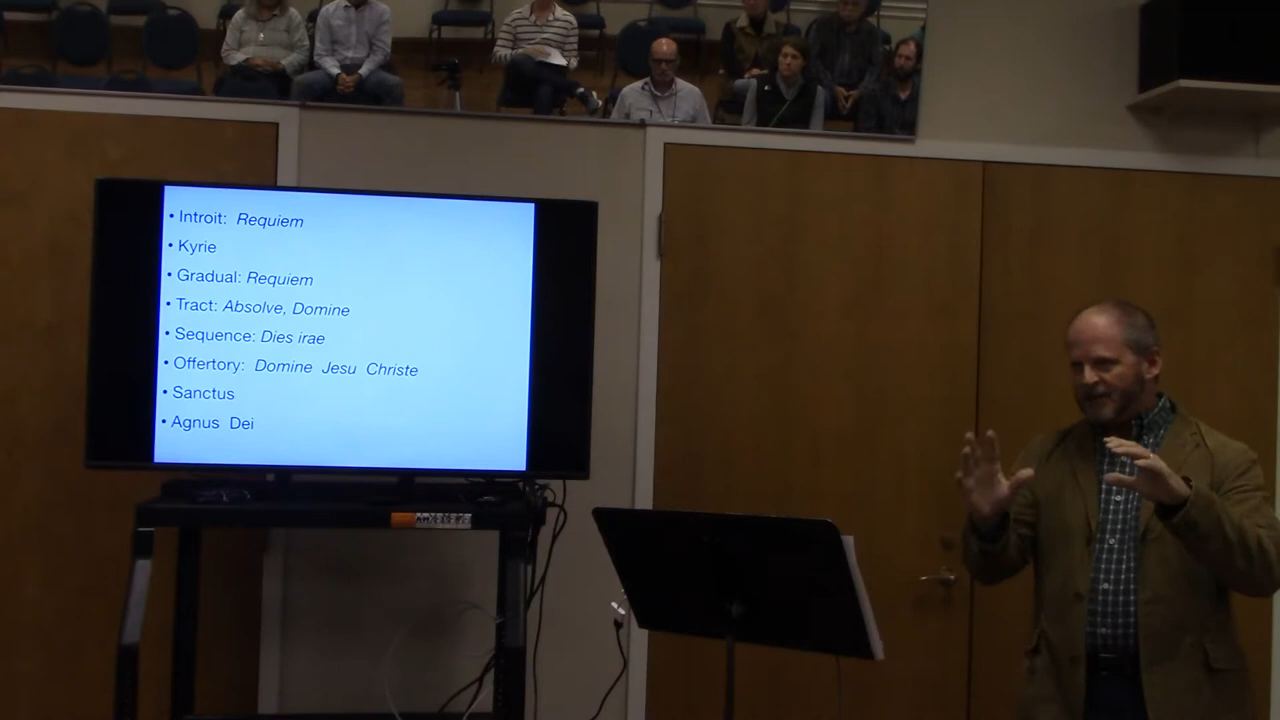 • Introit: Requiem
• Kyrie
• Gradual: Requiem
• Tract: Absolve, Domine
• Sequence: Dies irae
• Offertory: Domine Jesu Christe
• Sanctus
• Agnus Dei